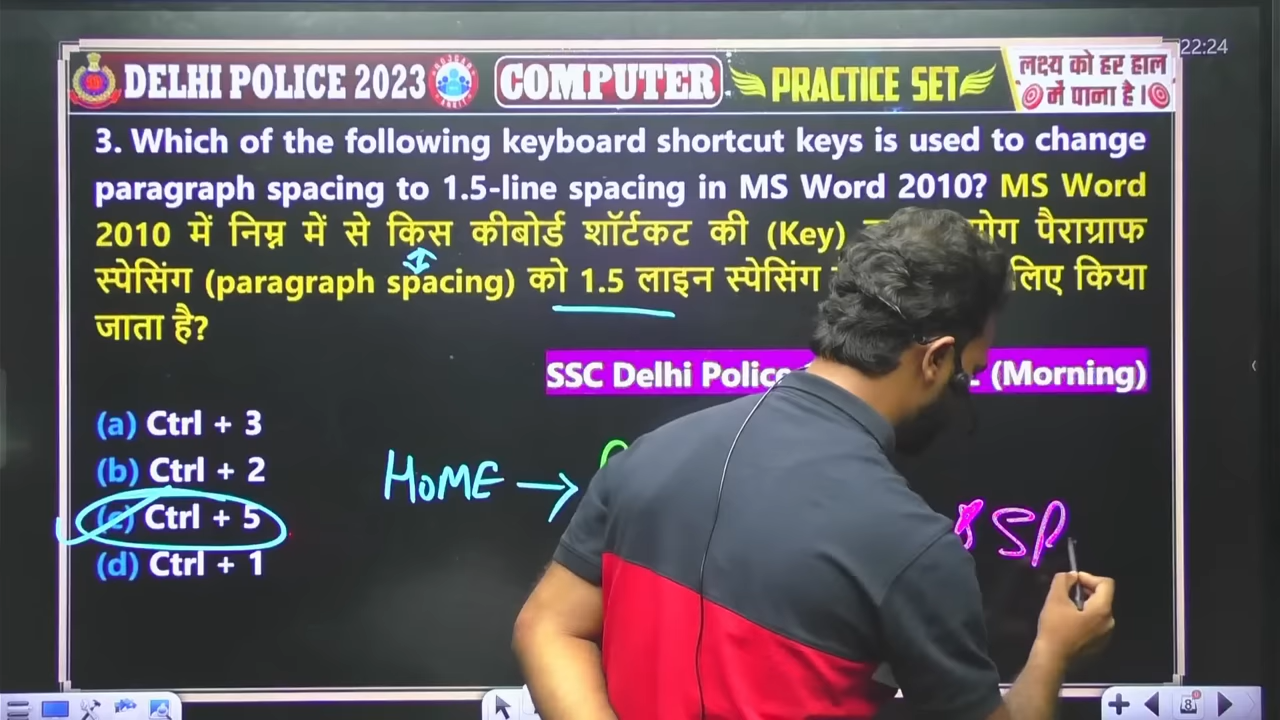 22:24
DELHI POLICE 2023 COMPUTER PRACTICE SET लक्ष्य को हर हाल
में पाना है।
3. Which of the following keyboard shortcut keys is used to change
paragraph spacing to 1.5-line spacing in MS Word 2010? MS Word
2010 में निम्न में से किस कीबोर्ड शॉर्टकट की (Key) पैराग्राफ
स्पेसिंग (paragraph spacing) को 1.5 लाइन स्पेसिंग लिए किया
जाता है?
SSC Delhi Police (Morning)
(a) Ctrl + 3
(b) Ctrl + 2
HOME →
(c) Ctrl + 5
SP
(d) Ctrl + 1
8